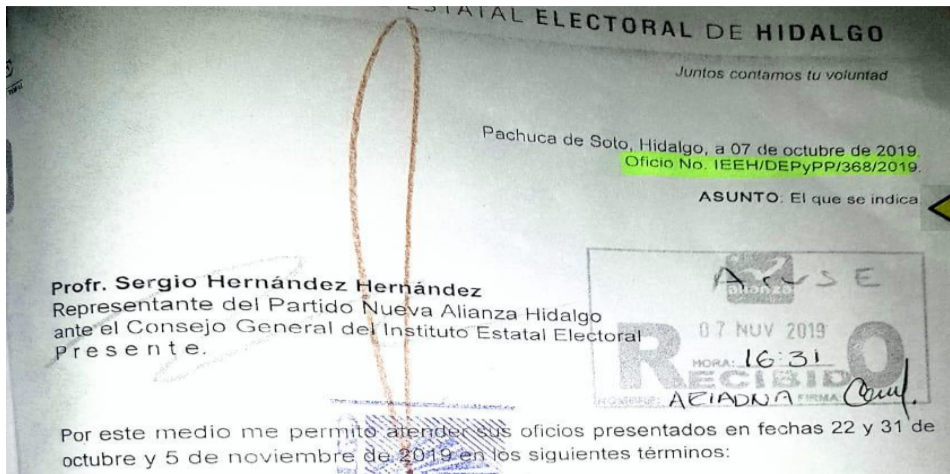 ESTATAL ELECTORAL DE HIDALGO
Juntos contamos tu voluntad
Pachuca de Soto, Hidalgo, a 07 de octubre de 2019.
Oficio No. IEEH/DEPyPP/368/2019.
ASUNTO: El que se indica.
Profr. Sergio Hernández Hernández
Representante del Partido Nueva Alianza Hidalgo
ante el Consejo General del Instituto Estatal Electoral
P r e s e n t e.
alianza
07 NOV 2019
HORA: 16:31
RECIBIDO
NOMBRE: ARIADNA FIRMA
Por este medio me permito atender sus oficios presentados en fechas 22 y 31 de
octubre y 5 de noviembre de 2019 en los siguientes términos: